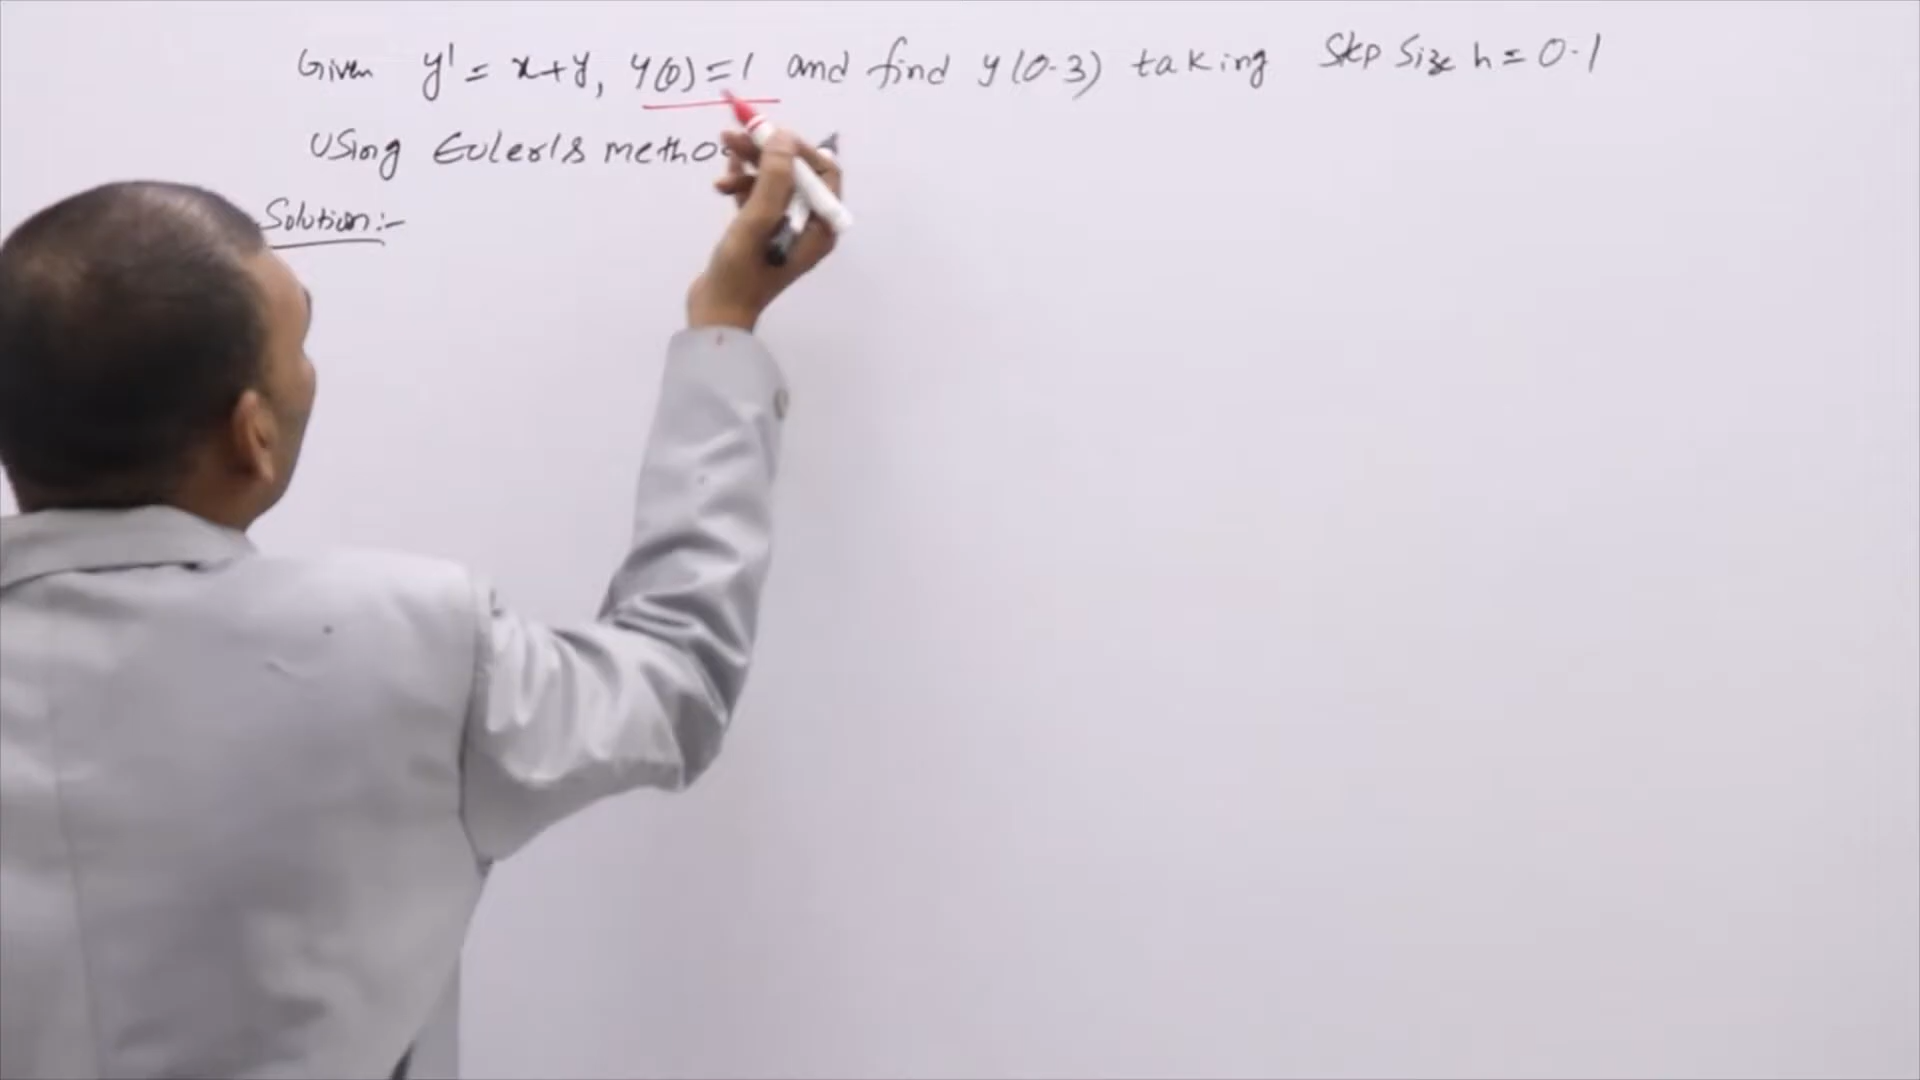 Given y' = x+y, y(0)=1 and find y(0.3) taking Step Size h = 0.1
Using Euler's method
Solution:-